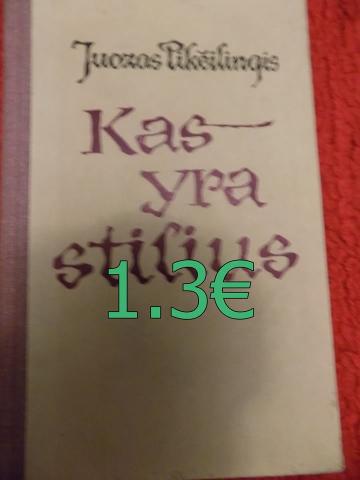 Juozas Pikčilingis
Kas
yra
stilius
1.3€